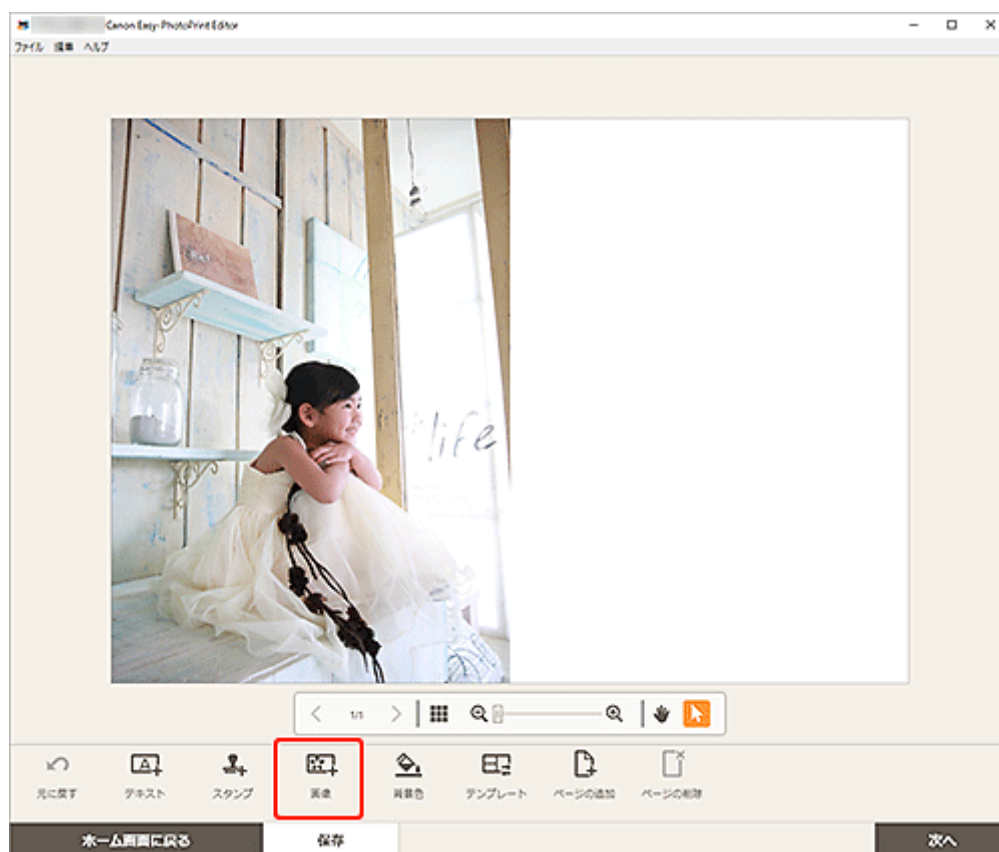 Canon Easy-PhotoPrint Editor
ファイル 編集 ヘルプ
life
1/1
元に戻す テキスト スタンプ 画像 背景色 テンプレート ページの追加 ページの削除
ホーム画面に戻る 保存 次へ